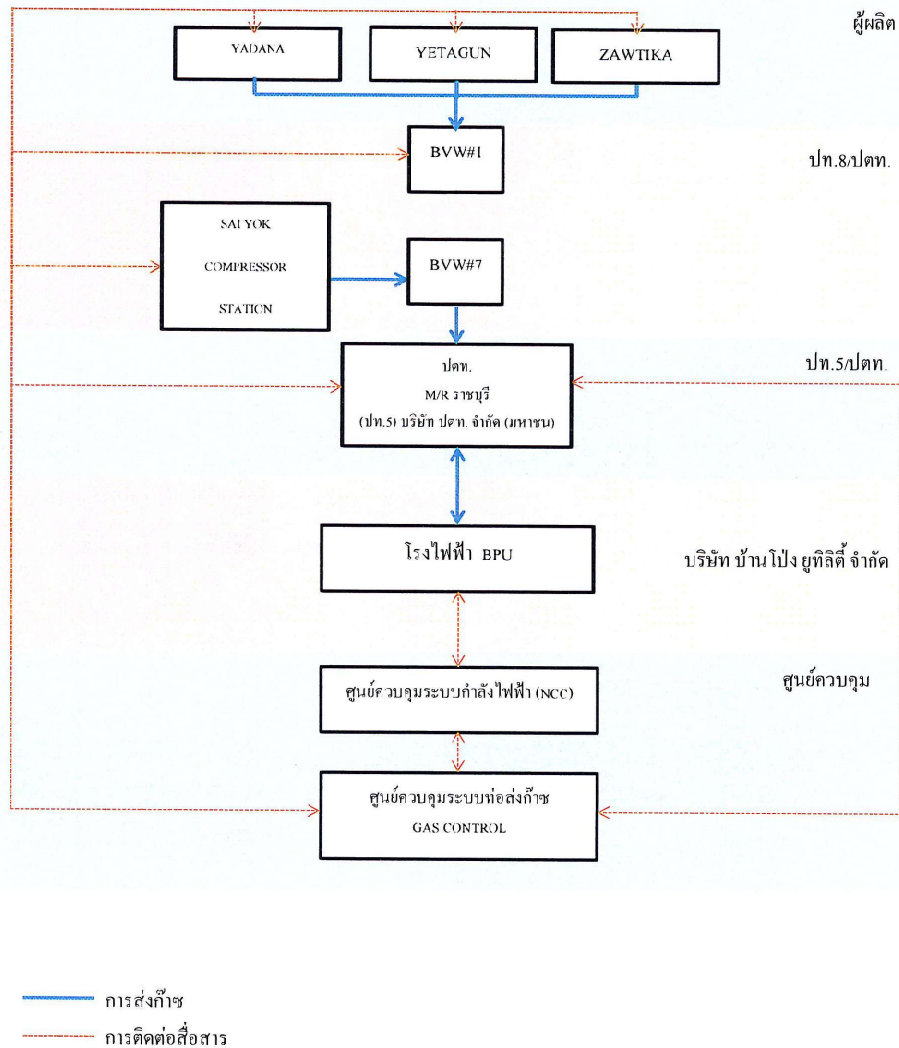 ผู้ผลิต
YADANA
YETAGUN
ZAWTIKA
BVW#1
ปท.8/ปตท.
SAI YOK
COMPRESSOR
STATION
BVW#7
ปตท.
M/R ราชบุรี
(ปท.5) บริษัท ปตท. จำกัด (มหาชน)
ปท.5/ปตท.
โรงไฟฟ้า BPU
บริษัท บ้านโป่ง ยูทิลิตี้ จำกัด
ศูนย์ควบคุม
ศูนย์ควบคุมระบบกำลังไฟฟ้า (NCC)
ศูนย์ควบคุมระบบท่อส่งก๊าซ
GAS CONTROL
การส่งก๊าซ
การติดต่อสื่อสาร